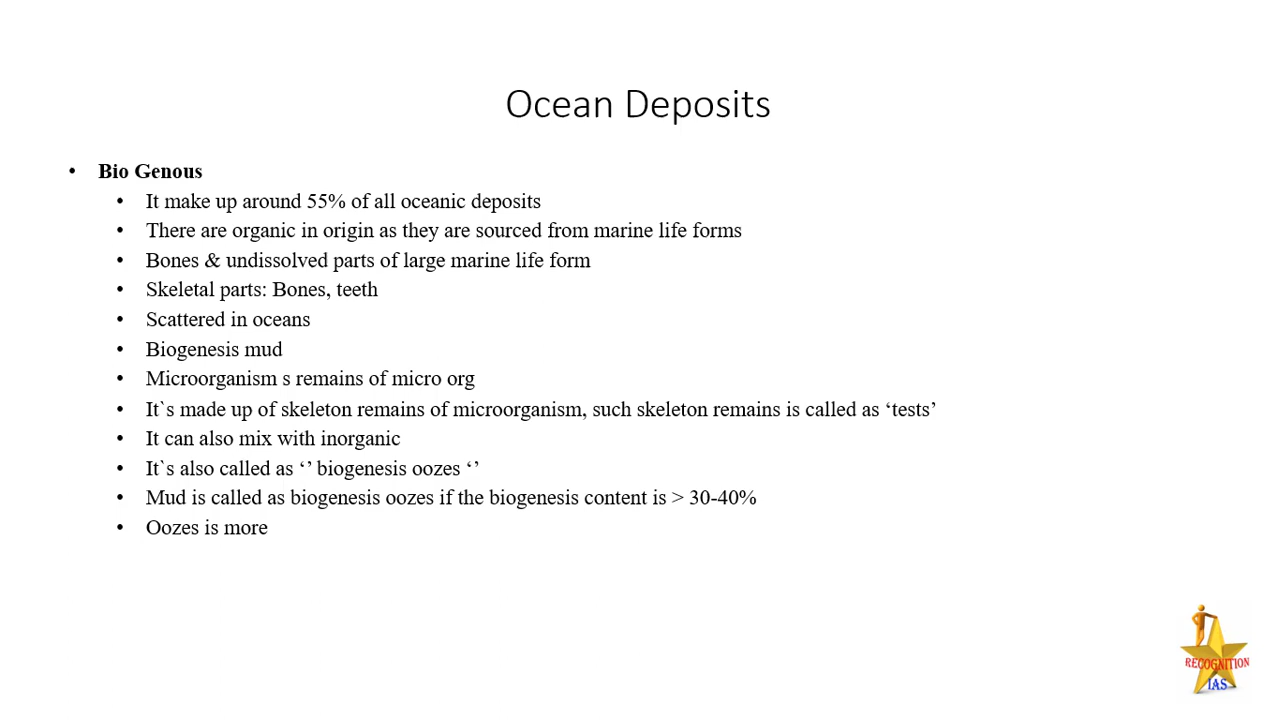 Ocean Deposits
• Bio Genous
• It make up around 55% of all oceanic deposits
• There are organic in origin as they are sourced from marine life forms
• Bones & undissolved parts of large marine life form
• Skeletal parts: Bones, teeth
• Scattered in oceans
• Biogenesis mud
• Microorganism s remains of micro org
• It`s made up of skeleton remains of microorganism, such skeleton remains is called as ‘tests’
• It can also mix with inorganic
• It`s also called as ‘’ biogenesis oozes ‘’
• Mud is called as biogenesis oozes if the biogenesis content is > 30-40%
• Oozes is more
RECOGNITION
IAS